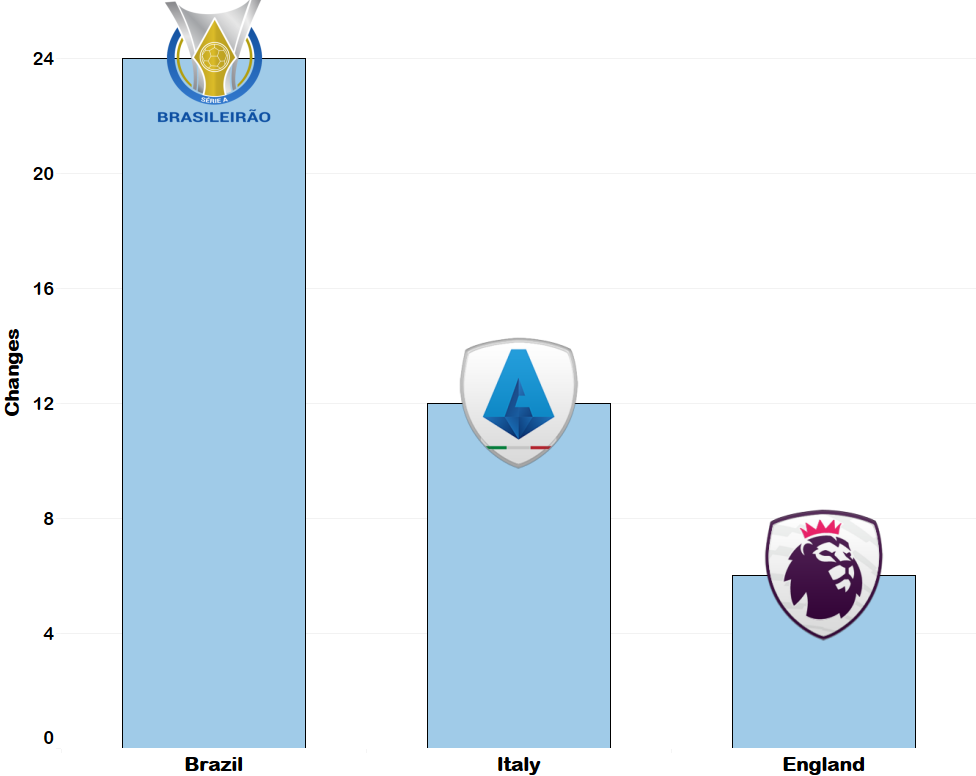 24
20
16
12
8
4
0
Changes
SÉRIE A
BRASILEIRÃO
Brazil
Italy
England